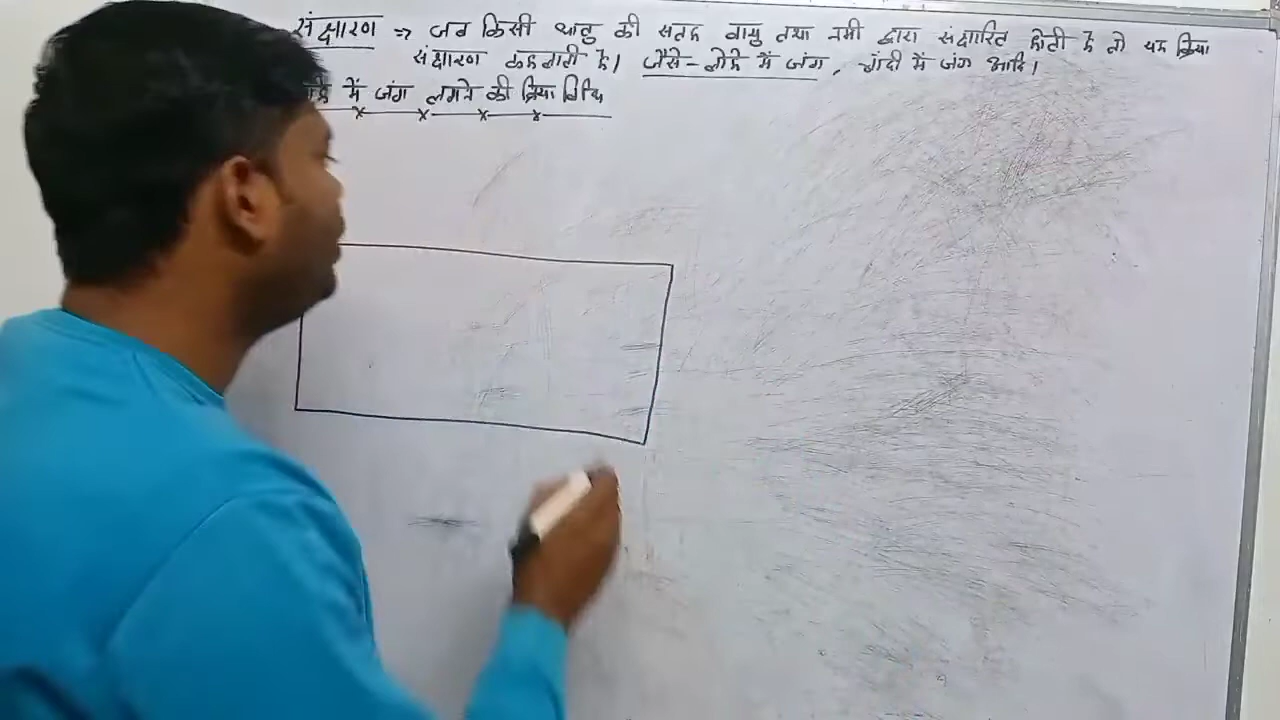 संक्षारण ⇒ जब किसी धातु की सतह वायु तथा नमी द्वारा संक्षारित होती है तो यह क्रिया
संक्षारण कहलाती है। जैसे - लोहे में जंग, चांदी में जंग आदि।
में जंग लगने की क्रिया विधि